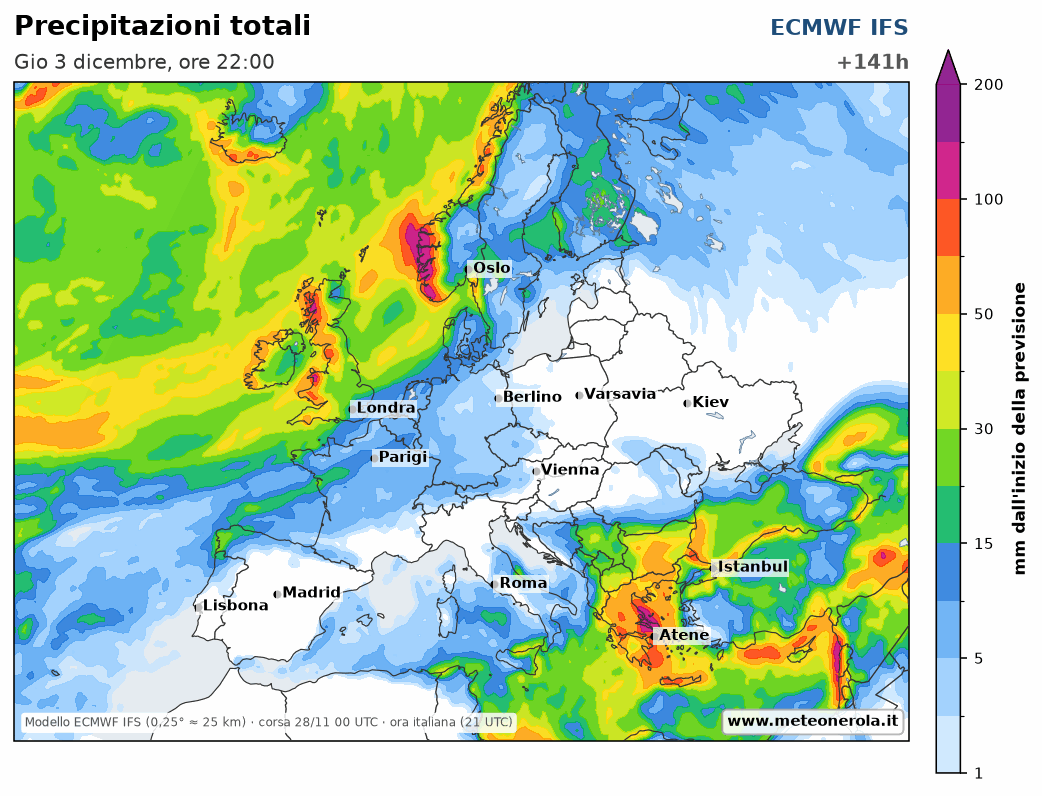 Precipitazioni totali
ECMWF IFS
Gio 3 dicembre, ore 22:00
+141h
Oslo
Berlino
Varsavia
Kiev
Londra
Parigi
Vienna
Istanbul
Roma
Madrid
Lisbona
Atene
Modello ECMWF IFS (0,25° ≈ 25 km) · corsa 28/11 00 UTC · ora italiana (21 UTC)
www.meteonerola.it
200
100
50
30
15
5
1
mm dall'inizio della previsione